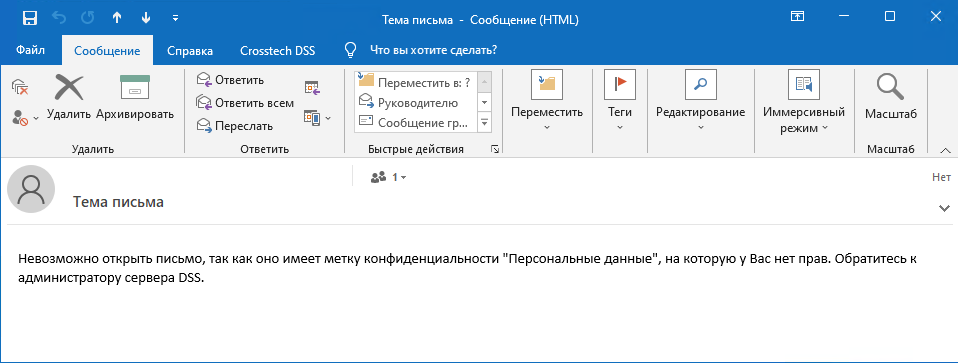 Тема письма - Сообщение (HTML)
Файл Сообщение Справка Crosstech DSS Что вы хотите сделать?
Удалить Архивировать
Удалить
Ответить
Ответить всем
Переслать
Ответить
Переместить в: ?
Руководителю
Сообщение гр...
Быстрые действия
Переместить
Теги
Редактирование
Иммерсивный
режим
Масштаб
Масштаб
1
Нет
Тема письма
Невозможно открыть письмо, так как оно имеет метку конфиденциальности "Персональные данные", на которую у Вас нет прав. Обратитесь к
администратору сервера DSS.